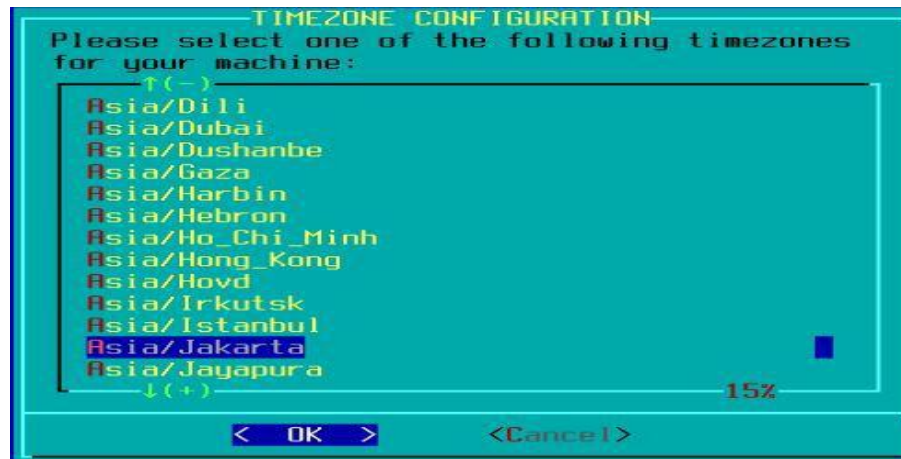 TIMEZONE CONFIGURATION
Please select one of the following timezones
for your machine:
↑(-)
Asia/Dili
Asia/Dubai
Asia/Dushanbe
Asia/Gaza
Asia/Harbin
Asia/Hebron
Asia/Ho_Chi_Minh
Asia/Hong_Kong
Asia/Hovd
Asia/Irkutsk
Asia/Istanbul
Asia/Jakarta
Asia/Jayapura
↓(+) 15%
< OK > <Cancel>